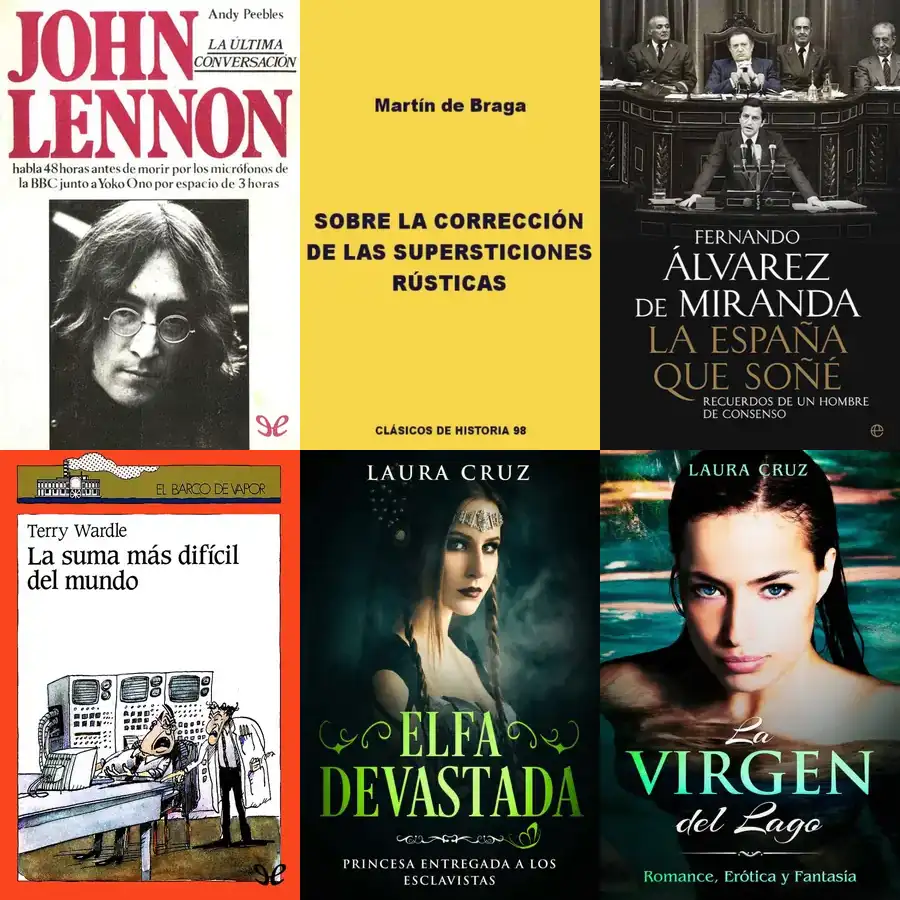 Andy Peebles
JOHN
LA ÚLTIMA
CONVERSACIÓN
LENNON
habla 48 horas antes de morir por los micrófonos de
la BBC junto a Yoko Ono por espacio de 3 horas
Martín de Braga
SOBRE LA CORRECCIÓN
DE LAS SUPERSTICIONES
RÚSTICAS
CLÁSICOS DE HISTORIA 98
FERNANDO
ÁLVAREZ
DE MIRANDA
LA ESPAÑA
QUE SOÑÉ
RECUERDOS DE UN HOMBRE
DE CONSENSO
EL BARCO DE VAPOR
Terry Wardle
La suma más difícil
del mundo
LAURA CRUZ
ELFA
DEVASTADA
PRINCESA ENTREGADA A LOS
ESCLAVISTAS
LAURA CRUZ
La
VIRGEN
del Lago
Romance, Erótica y Fantasía